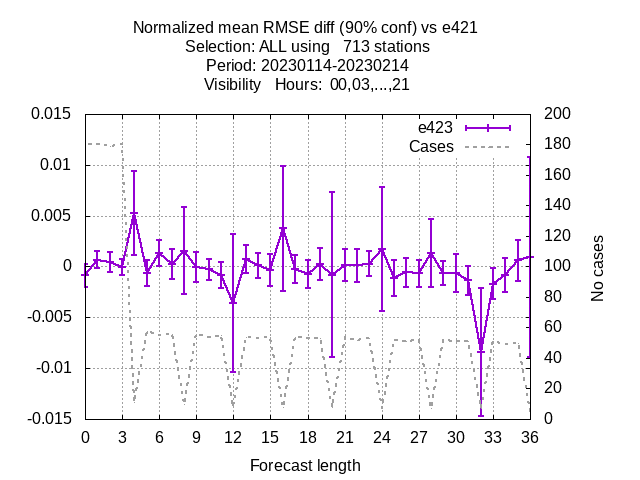 Normalized mean RMSE diff (90% conf) vs e421
Selection: ALL using   713 stations
Period: 20230114-20230214
Visibility   Hours:  00,03,...,21
e423
Cases
0.015
0.01
0.005
0
-0.005
-0.01
-0.015
200
180
160
140
120
100
80
60
40
20
0
No cases
0 3 6 9 12 15 18 21 24 27 30 33 36
Forecast length